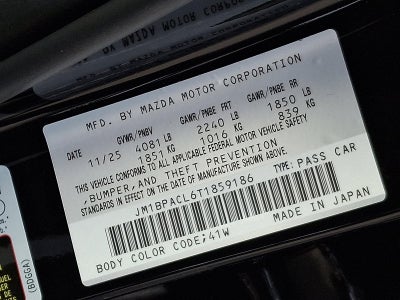 MFD. BY MAZDA MOTOR CORPORATION
GVWR/PNBV GAWR/PNBE FRT GAWR/PNBE RR
DATE 11/25 4081 LB 2240 LB 1850 LB
1851 KG 1016 KG 839 KG
THIS VEHICLE CONFORMS TO ALL APPLICABLE FEDERAL MOTOR VEHICLE SAFETY
,BUMPER,AND THEFT PREVENTION
STANDARDS IN EFFECT ON THE DATE OF MANUFACTURE SHOWN ABOVE.
JM1BPACL6T1859186 TYPE: PASS CAR
BODY COLOR CODE;41W MADE IN JAPAN
(BDGGA)